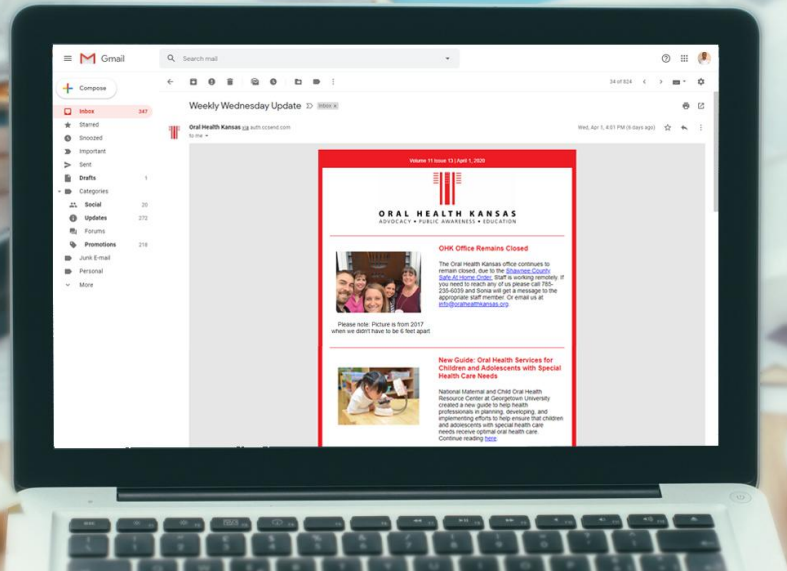 Gmail
Search mail
Compose
34 of 824
Weekly Wednesday Update
Inbox x
Inbox 247
Starred
Snoozed
Important
Sent
Drafts 1
Categories
Social 20
Updates 272
Forums
Promotions 218
Junk E-mail
Personal
More
Oral Health Kansas via auth.ccsend.com
to me
Wed, Apr 1, 4:01 PM (6 days ago)
Volume 11 Issue 13 | April 1, 2020
ORAL HEALTH KANSAS
ADVOCACY • PUBLIC AWARENESS • EDUCATION
OHK Office Remains Closed
The Oral Health Kansas office continues to
remain closed, due to the Shawnee County
Safe At Home Order. Staff is working remotely. If
you need to reach any of us please call 785-
235-6039 and Sonia will get a message to the
appropriate staff member. Or email us at
info@oralhealthkansas.org.
Please note: Picture is from 2017
when we didn't have to be 6 feet apart
New Guide: Oral Health Services for
Children and Adolescents with Special
Health Care Needs
National Maternal and Child Oral Health
Resource Center at Georgetown University
created a new guide to help health
professionals in planning, developing, and
implementing efforts to help ensure that children
and adolescents with special health care
needs receive optimal oral health care.
Continue reading here.